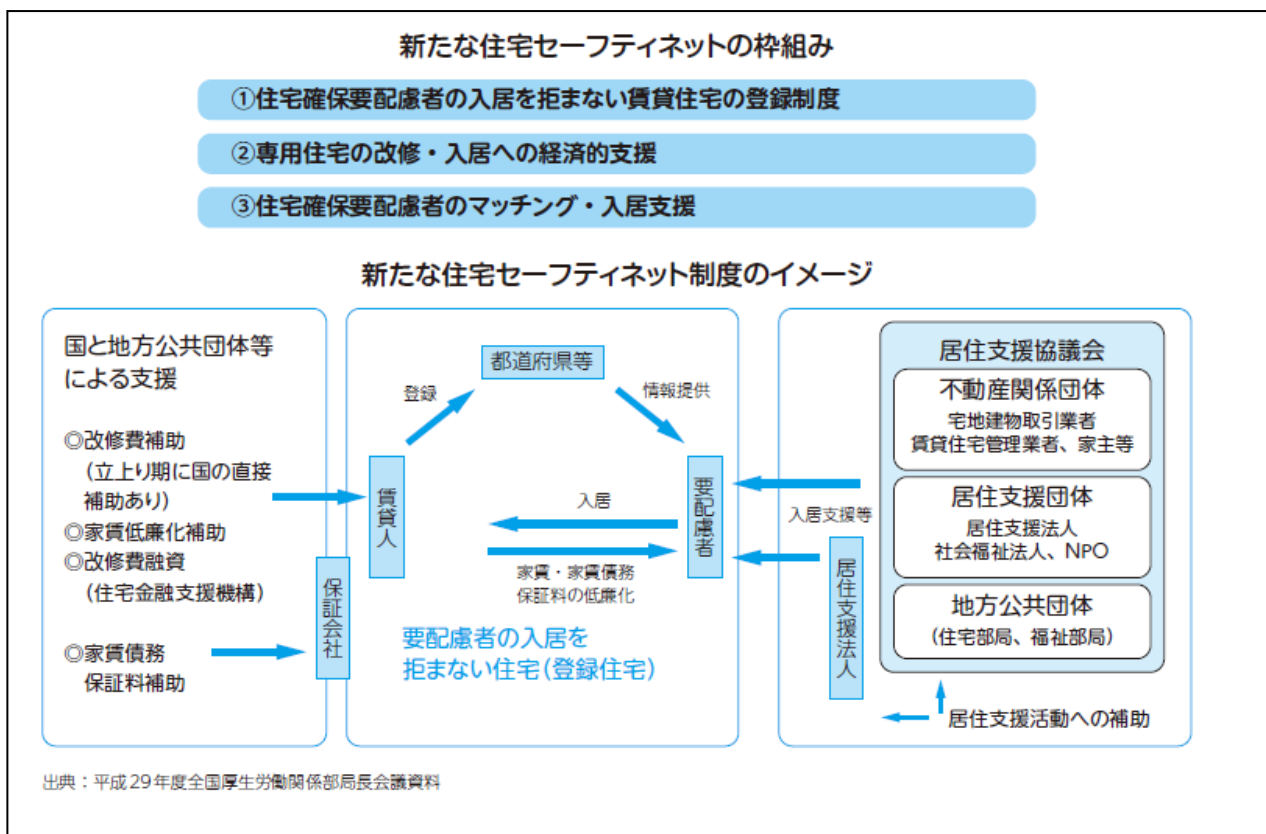 新たな住宅セーフティネットの枠組み
①住宅確保要配慮者の入居を拒まない賃貸住宅の登録制度
②専用住宅の改修・入居への経済的支援
③住宅確保要配慮者のマッチング・入居支援
新たな住宅セーフティネット制度のイメージ
国と地方公共団体等
による支援
◎改修費補助
(立上り期に国の直接
補助あり)
◎家賃低廉化補助
◎改修費融資
(住宅金融支援機構)
◎家賃債務
保証料補助
保証会社
都道府県等
登録
情報提供
賃貸人
要配慮者
入居
家賃・家賃債務
保証料の低廉化
要配慮者の入居を
拒まない住宅(登録住宅)
入居支援等
居住支援法人
居住支援協議会
不動産関係団体
宅地建物取引業者
賃貸住宅管理業者、家主等
居住支援団体
居住支援法人
社会福祉法人、NPO
地方公共団体
(住宅部局、福祉部局)
居住支援活動への補助
出典：平成29年度全国厚生労働関係部局長会議資料